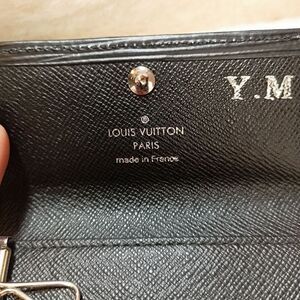 Y.M
®
LOUIS VUITTON
PARIS
made in France